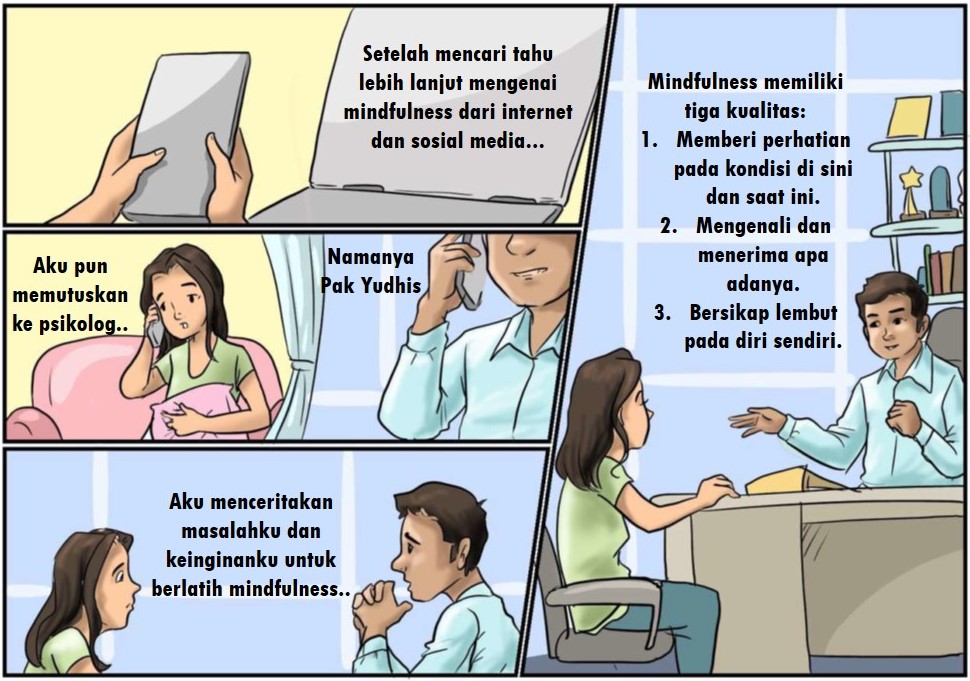 Setelah mencari tahu
lebih lanjut mengenai
mindfulness dari internet
dan sosial media...
Aku pun
memutuskan
ke psikolog..
Namanya
Pak Yudhis
Aku menceritakan
masalahku dan
keinginanku untuk
berlatih mindfulness..
Mindfulness memiliki
tiga kualitas:
1. Memberi perhatian
pada kondisi di sini
dan saat ini.
2. Mengenali dan
menerima apa
adanya.
3. Bersikap lembut
pada diri sendiri.